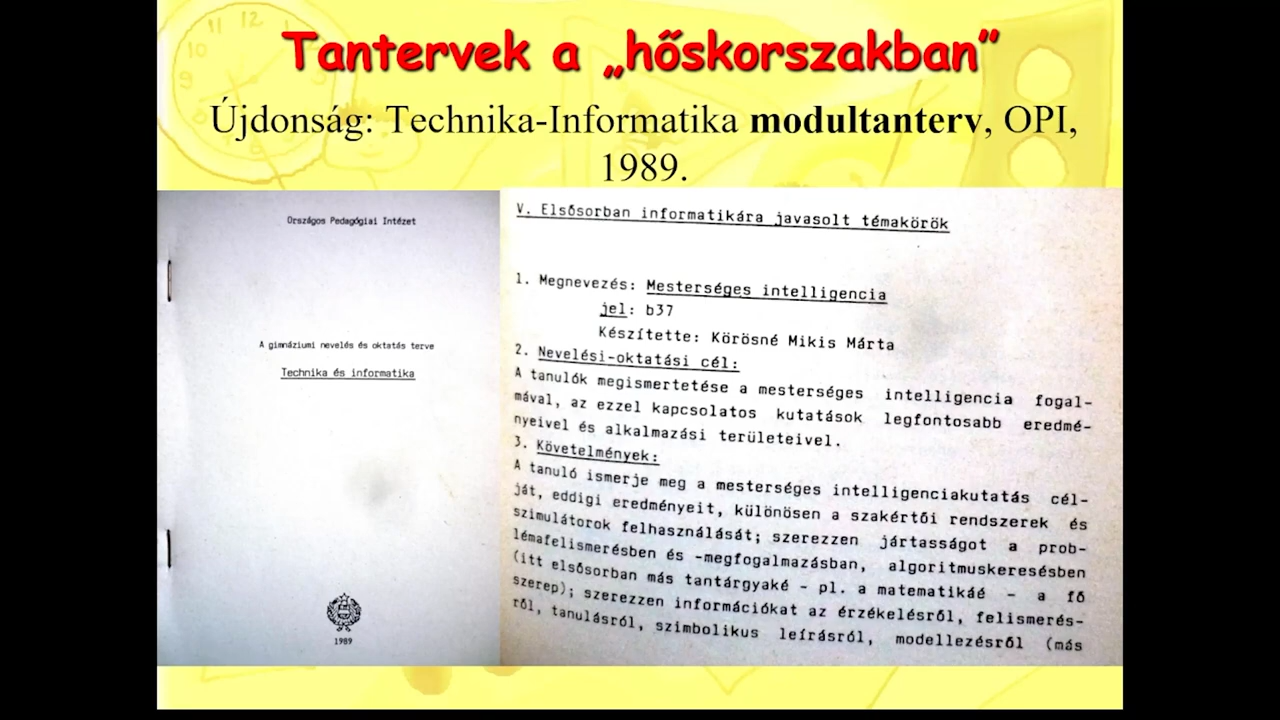 Tantervek a „hőskorszakban”
Újdonság: Technika-Informatika modultanterv, OPI,
1989.
Országos Pedagógiai Intézet
A gimnáziumi nevelés és oktatás terve
Technika és informatika
1989
V. Elsősorban informatikára javasolt témakörök
1. Megnevezés: Mesterséges intelligencia
jel: b37
Készítette: Körösné Mikis Márta
2. Nevelési-oktatási cél:
A tanulók megismertetése a mesterséges intelligencia fogal-
mával, az ezzel kapcsolatos kutatások legfontosabb eredmé-
nyeivel és alkalmazási területeivel.
3. Követelmények:
A tanuló ismerje meg a mesterséges intelligenciakutatás cél-
ját, eddigi eredményeit, különösen a szakértői rendszerek és
szimulátorok felhasználását; szerezzen jártasságot a prob-
lémafelismerésben és -megfogalmazásban, algoritmuskeresésben
(itt elsősorban más tantárgyaké - pl. a matematikáé - a fő
szerep); szerezzen információkat az érzékelésről, felismerés-
ről, tanulásról, szimbolikus leírásról, modellezésről (más